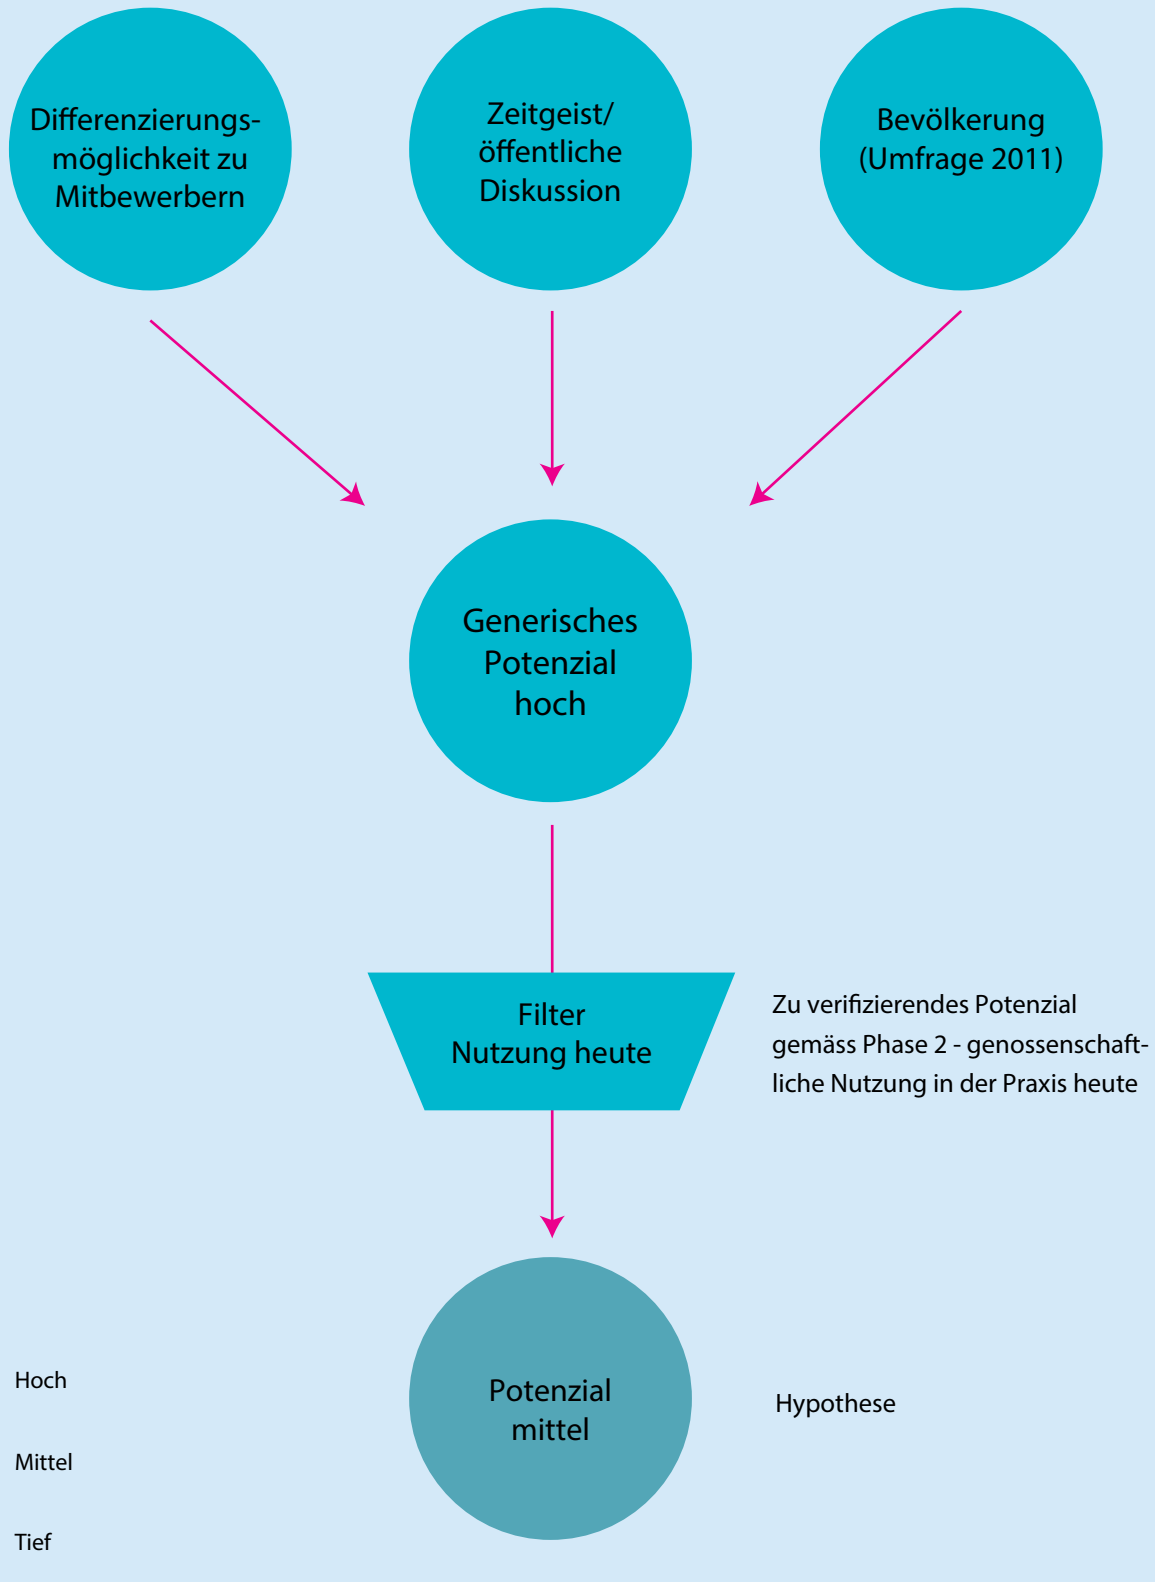 Differenzierungs-
möglichkeit zu
Mitbewerbern
Zeitgeist/
öffentliche
Diskussion
Bevölkerung
(Umfrage 2011)
Generisches
Potenzial
hoch
Filter
Nutzung heute
Zu verifizierendes Potenzial
gemäss Phase 2 - genossenschaft-
liche Nutzung in der Praxis heute
Potenzial
mittel
Hypothese
Hoch
Mittel
Tief